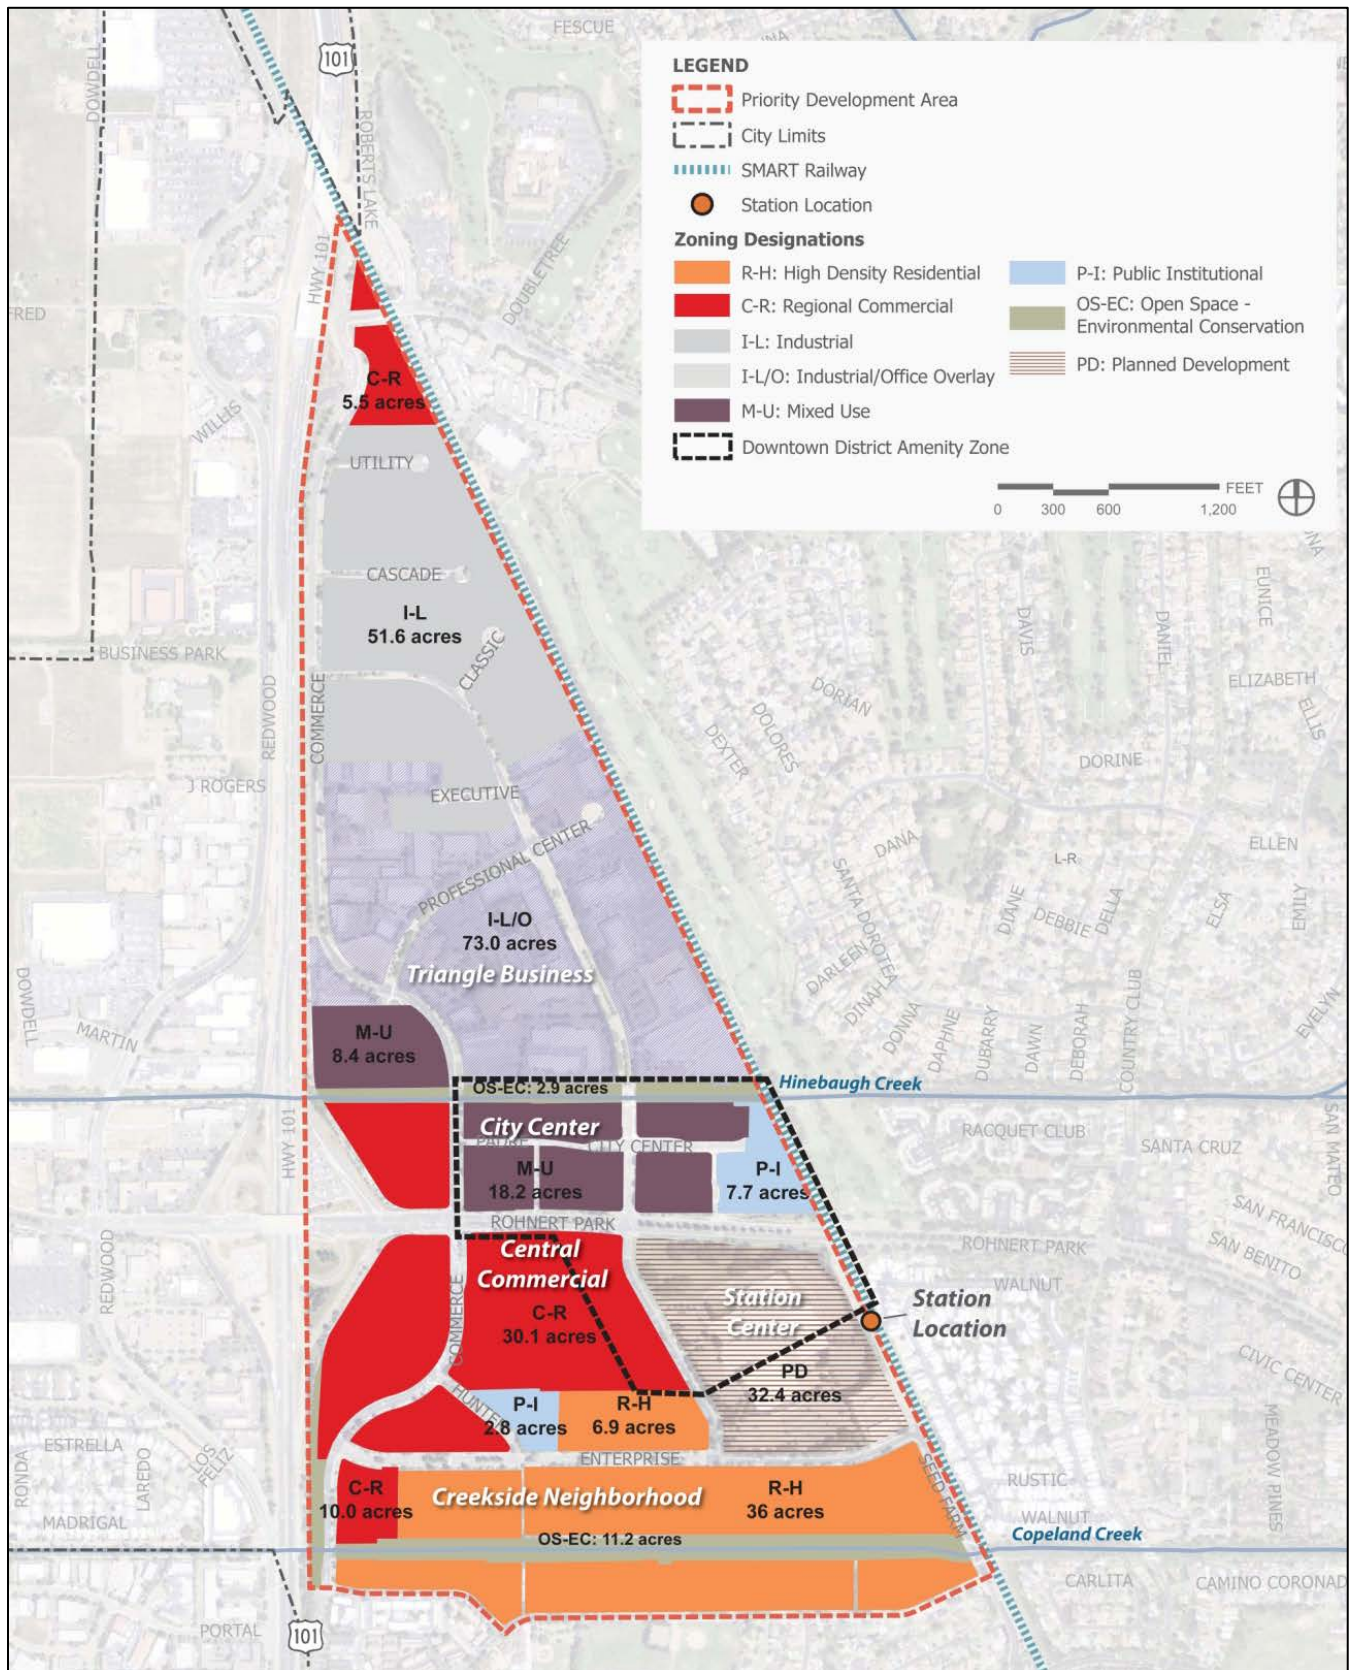 FESCUE
DOWDELL
101
ROBERTS LAKE
LEGEND
Priority Development Area
City Limits
SMART Railway
Station Location
Zoning Designations
R-H: High Density Residential
C-R: Regional Commercial
I-L: Industrial
I-L/O: Industrial/Office Overlay
M-U: Mixed Use
Downtown District Amenity Zone
P-I: Public Institutional
OS-EC: Open Space -
Environmental Conservation
PD: Planned Development
FEET
0 300 600 1,200
HWY 101
DOUBLETREE
FRED
C-R
5.5 acres
WILLIS
UTILITY
CASCADE
I-L
51.6 acres
CLASSIC
BUSINESS PARK
REDWOOD
COMMERCE
J ROGERS
EXECUTIVE
PROFESSIONAL CENTER
DAVIS
DANIEL
EUNICE
ELIZABETH
ELLIS
DORIAN
DOLORES
DEXTER
DORINE
DANA
ELLEN
L-R
SANTA DOROTEA
DIANE
DEBBIE
DELLA
ELSA
EMILY
DARLEEN
DINAH
DONNA
DAPHNE
DUBARRY
DAWN
DEBORAH
COUNTRY CLUB
EVELYN
I-L/O
73.0 acres
Triangle Business
DOWDELL
MARTIN
M-U
8.4 acres
OS-EC: 2.9 acres
Hinebaugh Creek
City Center
CITY CENTER
RACQUET CLUB
SANTA CRUZ
SAN MATEO
HWY 101
M-U
18.2 acres
P-I
7.7 acres
ROHNERT PARK
ROHNERT PARK
SAN FRANCISCO
SAN BENITO
REDWOOD
COMMERCE
Central
Commercial
C-R
30.1 acres
WALNUT
Station
Center
Station
Location
CIVIC CENTER
PD
32.4 acres
HUNTER
P-I
2.8 acres
R-H
6.9 acres
ENTERPRISE
MEADOW PINES
ESTRELLA
RONDA
LAREDO
LOS FELIZ
MADRIGAL
C-R
10.0 acres
Creekside Neighborhood
R-H
36 acres
SEED FARM
RUSTIC
WALNUT
Copeland Creek
OS-EC: 11.2 acres
CARLITA
CAMINO CORONAD
PORTAL
101